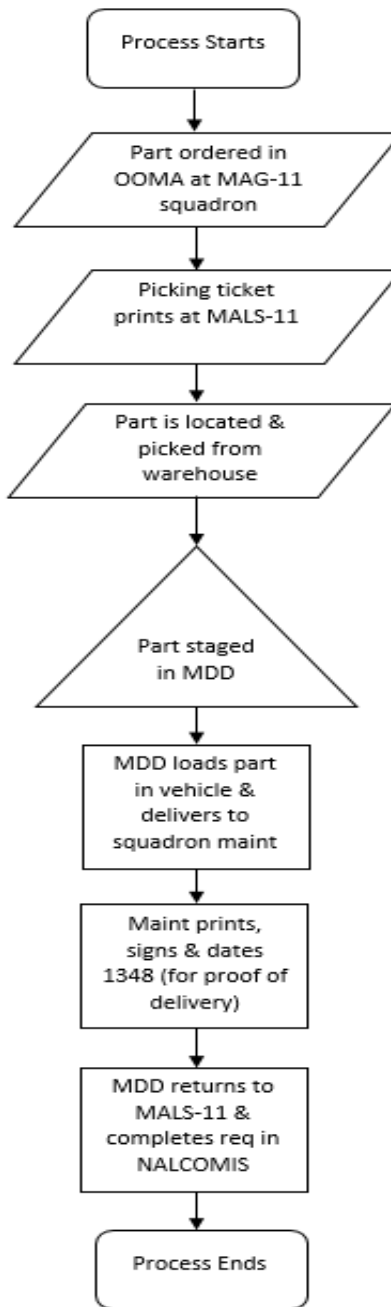 Process Starts
Part ordered in
OOMA at MAG-11
squadron
Picking ticket
prints at MALS-11
Part is located &
picked from
warehouse
Part staged
in MDD
MDD loads part
in vehicle &
delivers to
squadron maint
Maint prints,
signs & dates
1348 (for proof of
delivery)
MDD returns to
MALS-11 &
completes req in
NALCOMIS
Process Ends